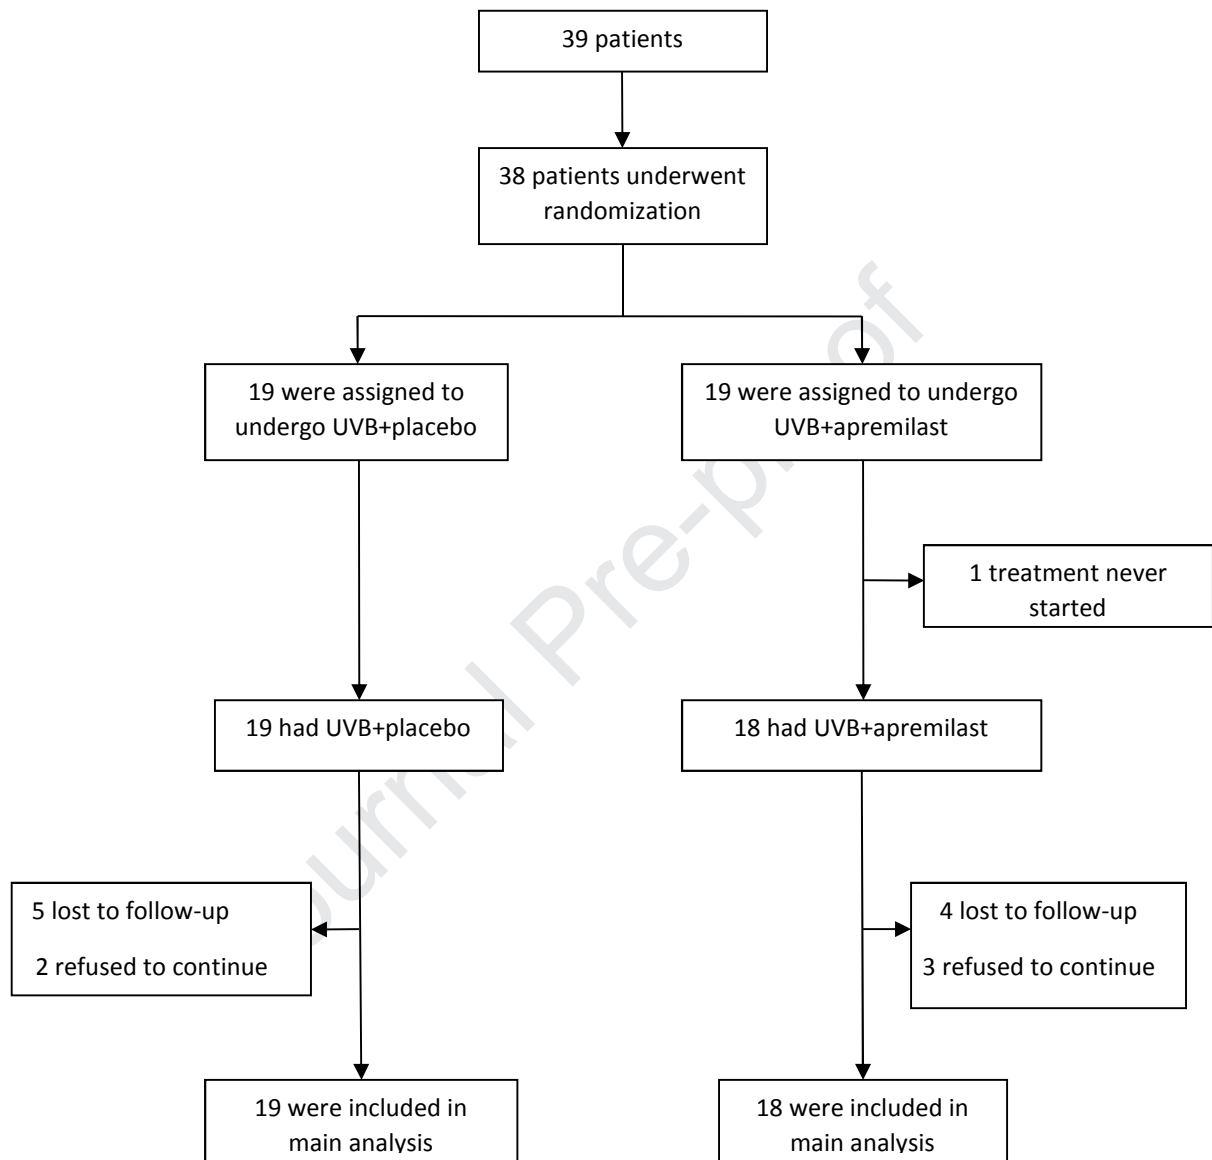 39 patients
38 patients underwent
randomization
19 were assigned to
undergo UVB+placebo
19 were assigned to undergo
UVB+apremilast
1 treatment never
started
19 had UVB+placebo
18 had UVB+apremilast
5 lost to follow-up
2 refused to continue
4 lost to follow-up
3 refused to continue
19 were included in
main analysis
18 were included in
main analysis
Journal Pre-proof